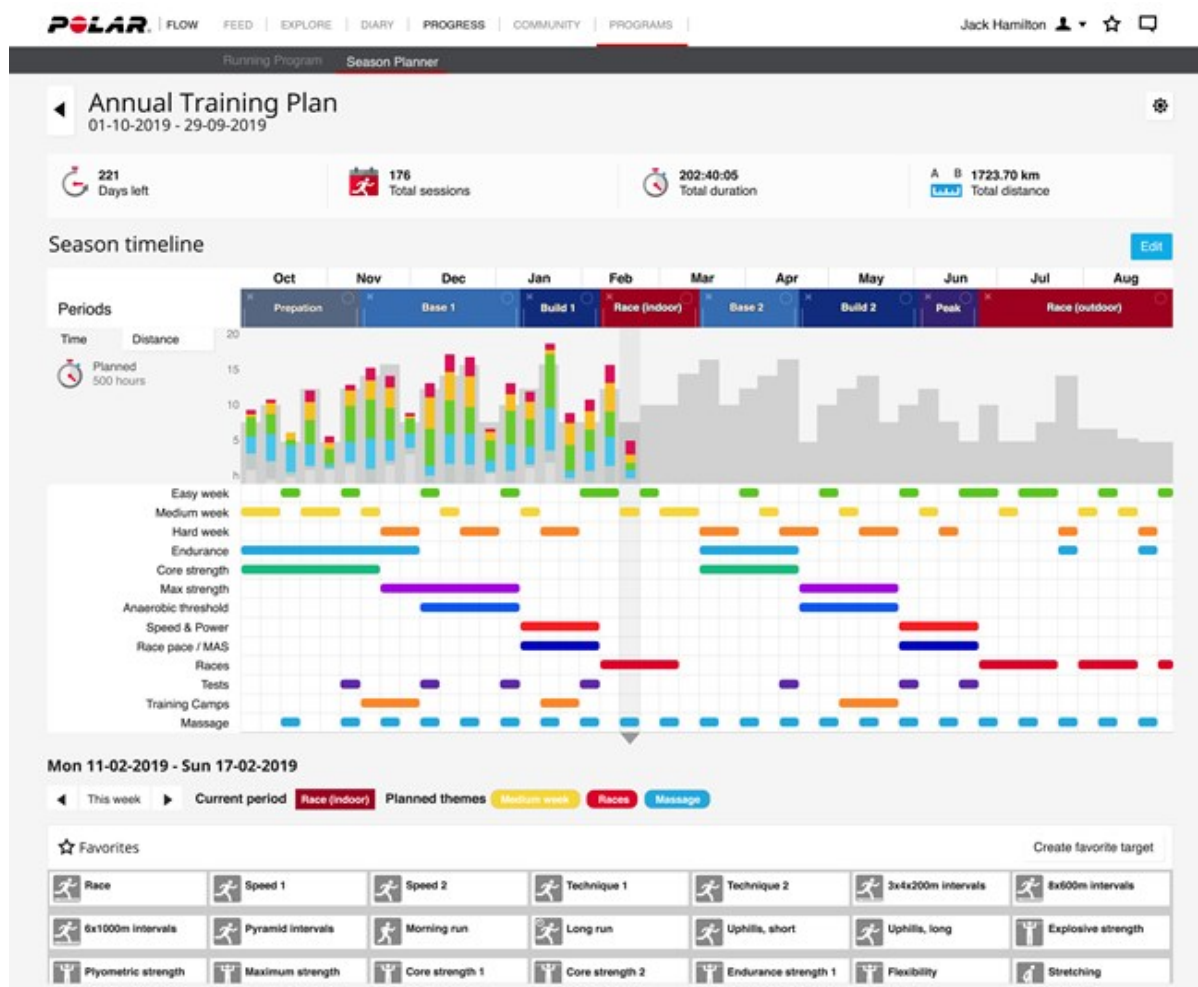 POLAR. FLOW FEED EXPLORE DIARY PROGRESS COMMUNITY PROGRAMS Jack Hamilton
Running Program Season Planner
Annual Training Plan
01-10-2019 - 29-09-2019
221 176 202:40:05 A B 1723.70 km
Days left Total sessions Total duration Total distance
Season timeline Edit
Oct Nov Dec Jan Feb Mar Apr May Jun Jul Aug
Periods Prepation Base 1 Build 1 Race (indoor) Base 2 Build 2 Peak Race (outdoor)
Time Distance 20
Planned
500 hours
15
10
5
h
Easy week
Medium week
Hard week
Endurance
Core strength
Max strength
Anaerobic threshold
Speed & Power
Race pace / MAS
Races
Tests
Training Camps
Massage
Mon 11-02-2019 - Sun 17-02-2019
This week Current period Race (Indoor) Planned themes Medium week Races Massage
Favorites Create favorite target
Race Speed 1 Speed 2 Technique 1 Technique 2 3x4x200m intervals 8x600m intervals
6x1000m intervals Pyramid intervals Morning run Long run Uphills, short Uphills, long Explosive strength
Plyometric strength Maximum strength Core strength 1 Core strength 2 Endurance strength 1 Flexibility Stretching